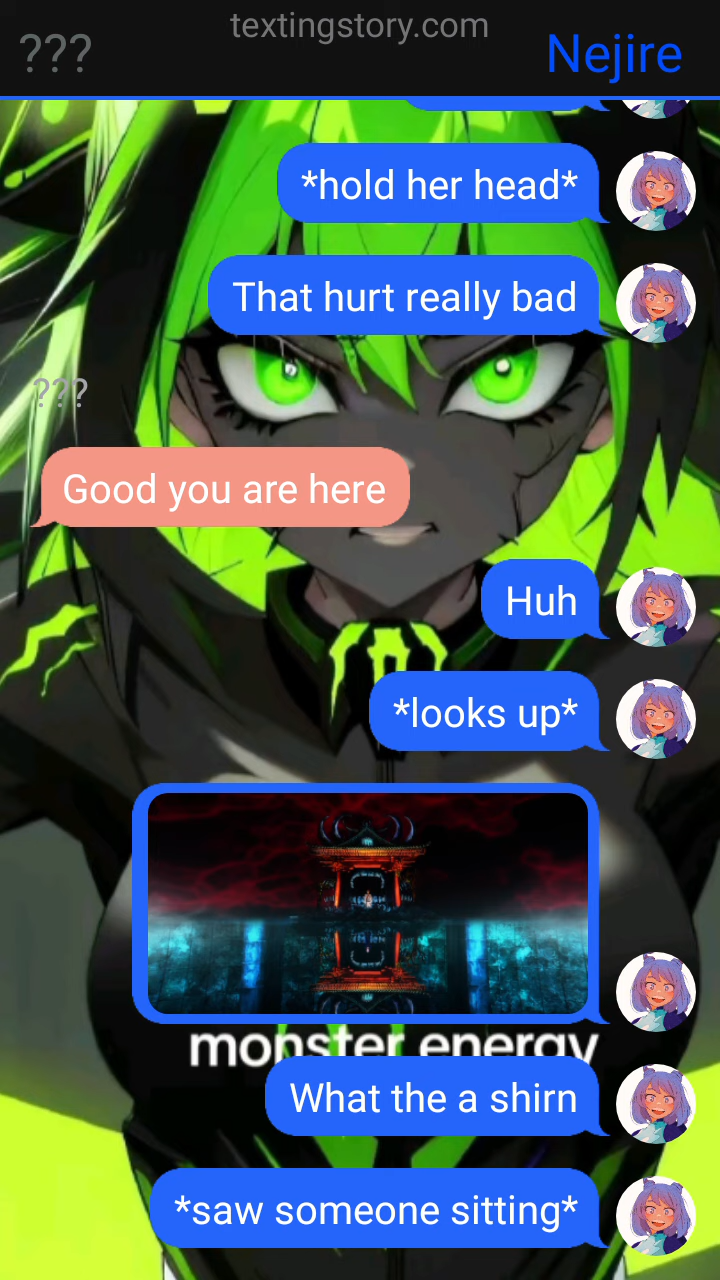 textingstory.com
??? Nejire
*hold her head*
That hurt really bad
???
Good you are here
Huh
*looks up*
monster energy
What the a shirn
*saw someone sitting*